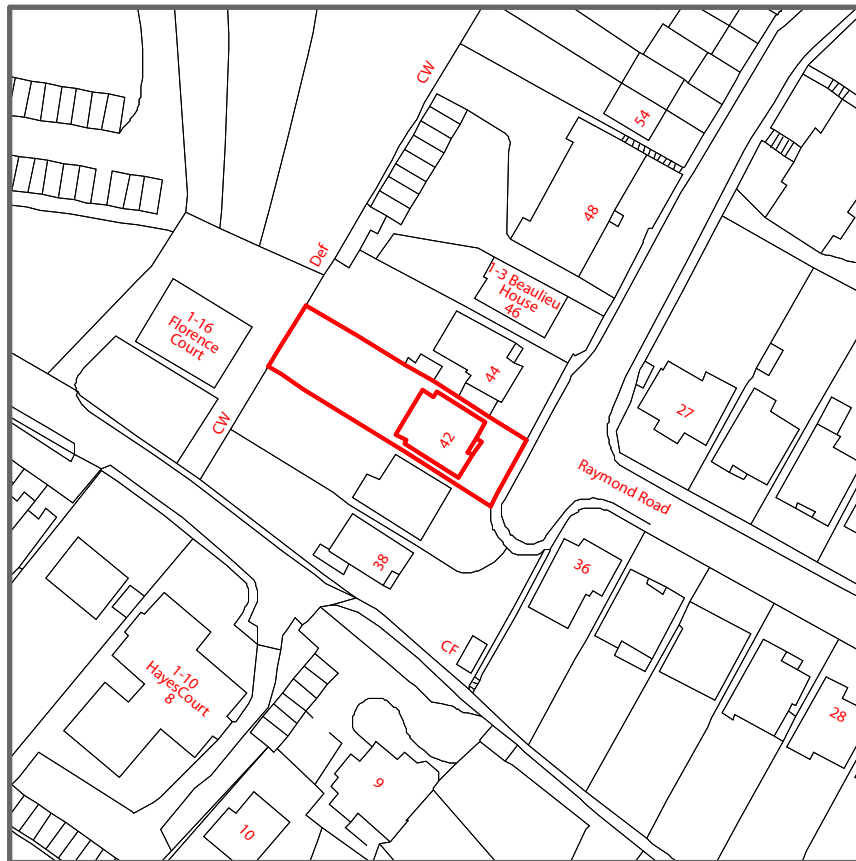 CW
54
48
Def
1-3 Beaulieu
House
46
1-16
Florence
Court
44
27
CW
42
Raymond Road
38
36
CF
1-10
HayesCourt
8
28
9
10